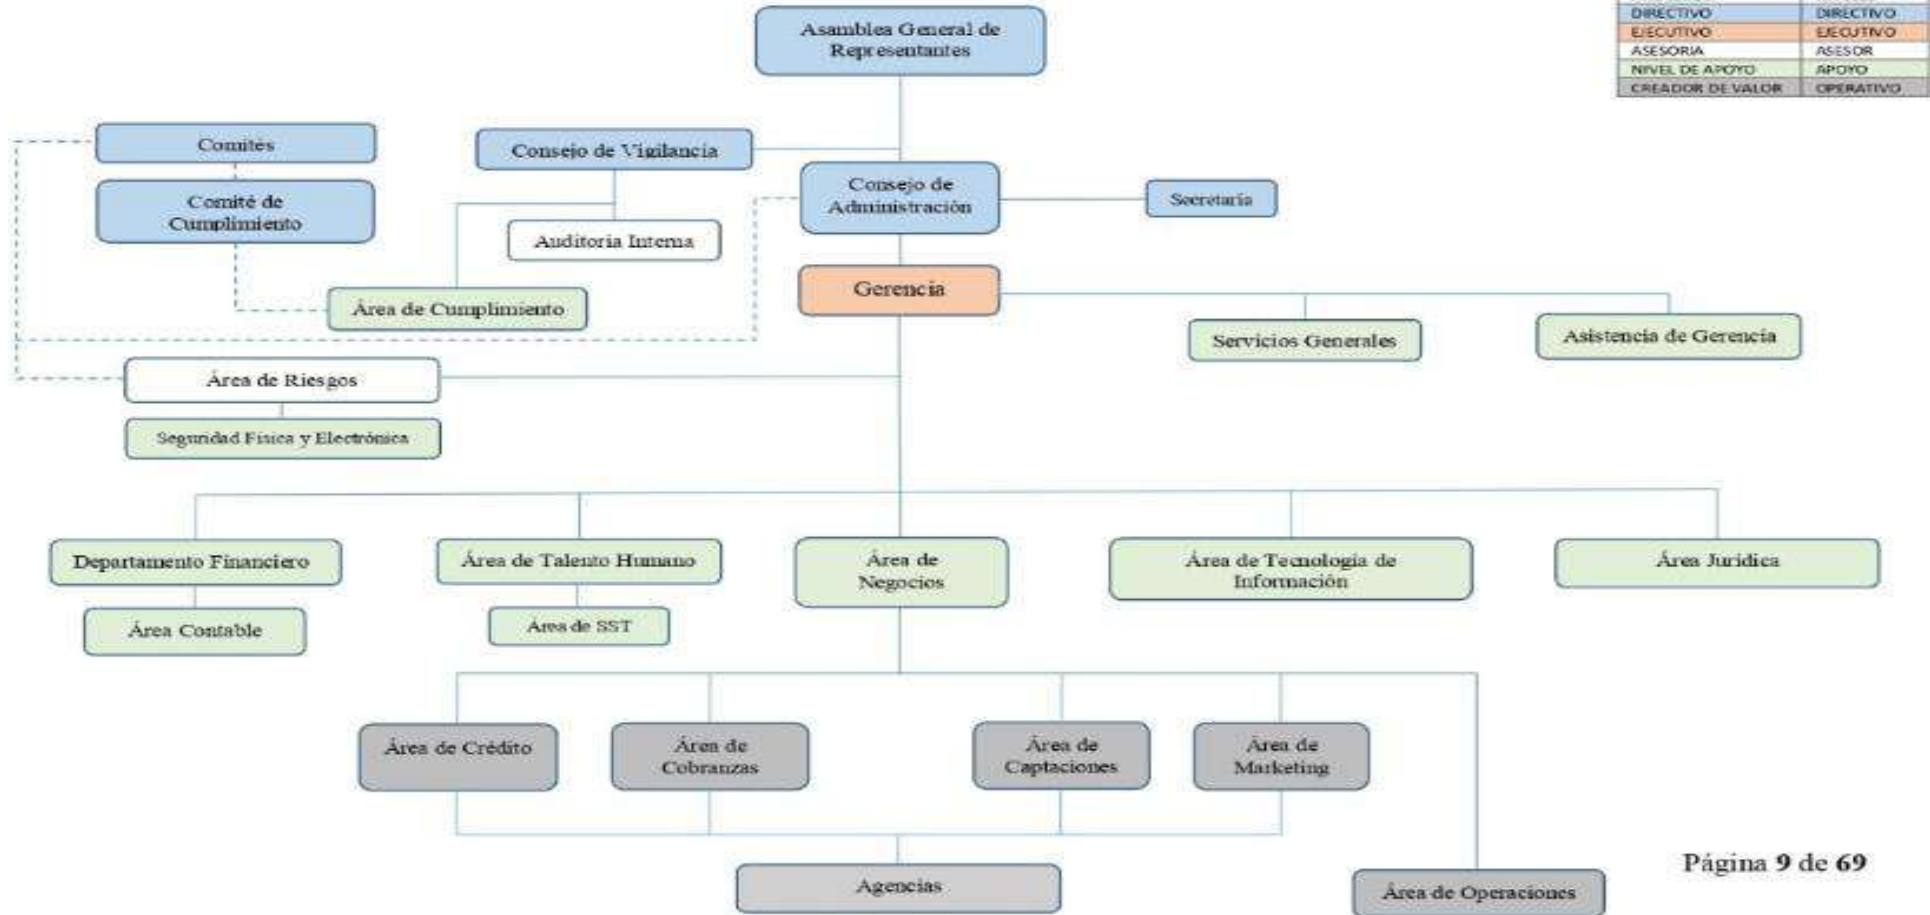 DIRECTIVO DIRECTIVO
EJECUTIVO EJECUTIVO
ASESORIA ASESOR
NIVEL DE APOYO APOYO
CREADOR DE VALOR OPERATIVO
Asamblea General de
Representantes
Comités
Consejo de Vigilancia
Comité de
Cumplimiento
Consejo de
Administración
Secretaría
Auditoría Interna
Gerencia
Área de Cumplimiento
Servicios Generales
Asistencia de Gerencia
Área de Riesgos
Seguridad Física y Electrónica
Departamento Financiero
Área de Talento Humano
Área de
Negocios
Área de Tecnología de
Información
Área Jurídica
Área Contable
Área de SST
Área de Crédito
Área de
Cobranzas
Área de
Captaciones
Área de
Marketing
Agencias
Área de Operaciones
Página 9 de 69